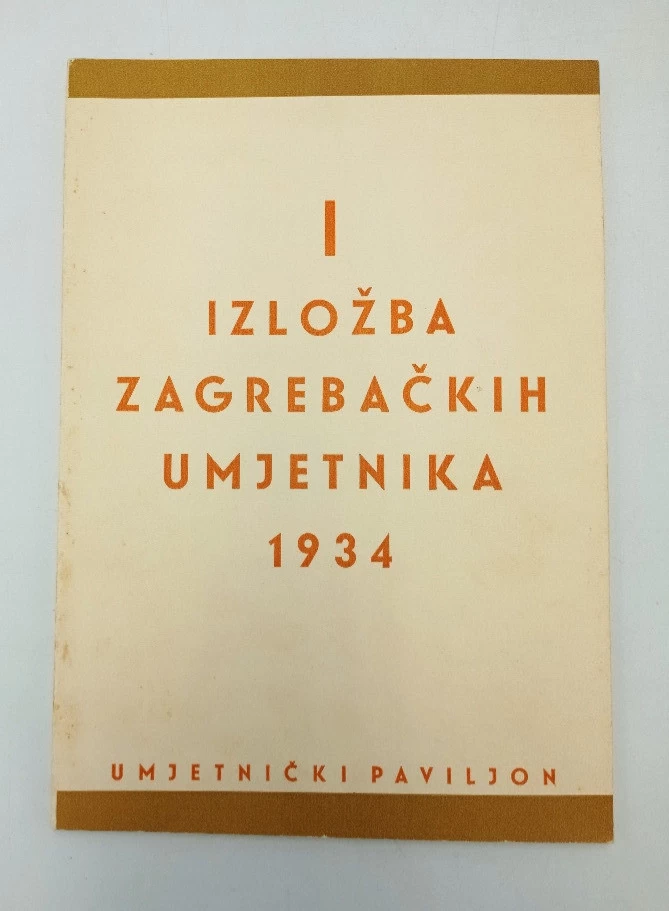 I
IZLOŽBA
ZAGREBAČKIH
UMJETNIKA
1934
UMJETNIČKI PAVILJON